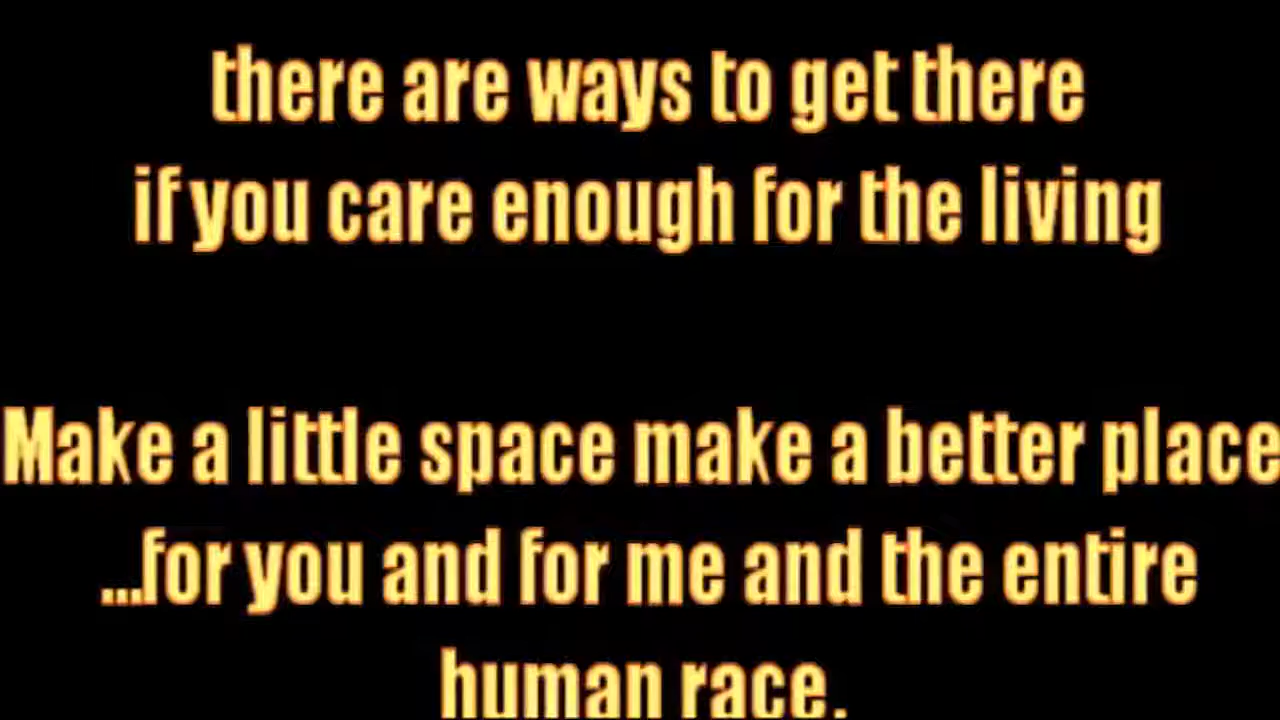 there are ways to get there
if you care enough for the living
Make a little space make a better place
...for you and for me and the entire
human race.